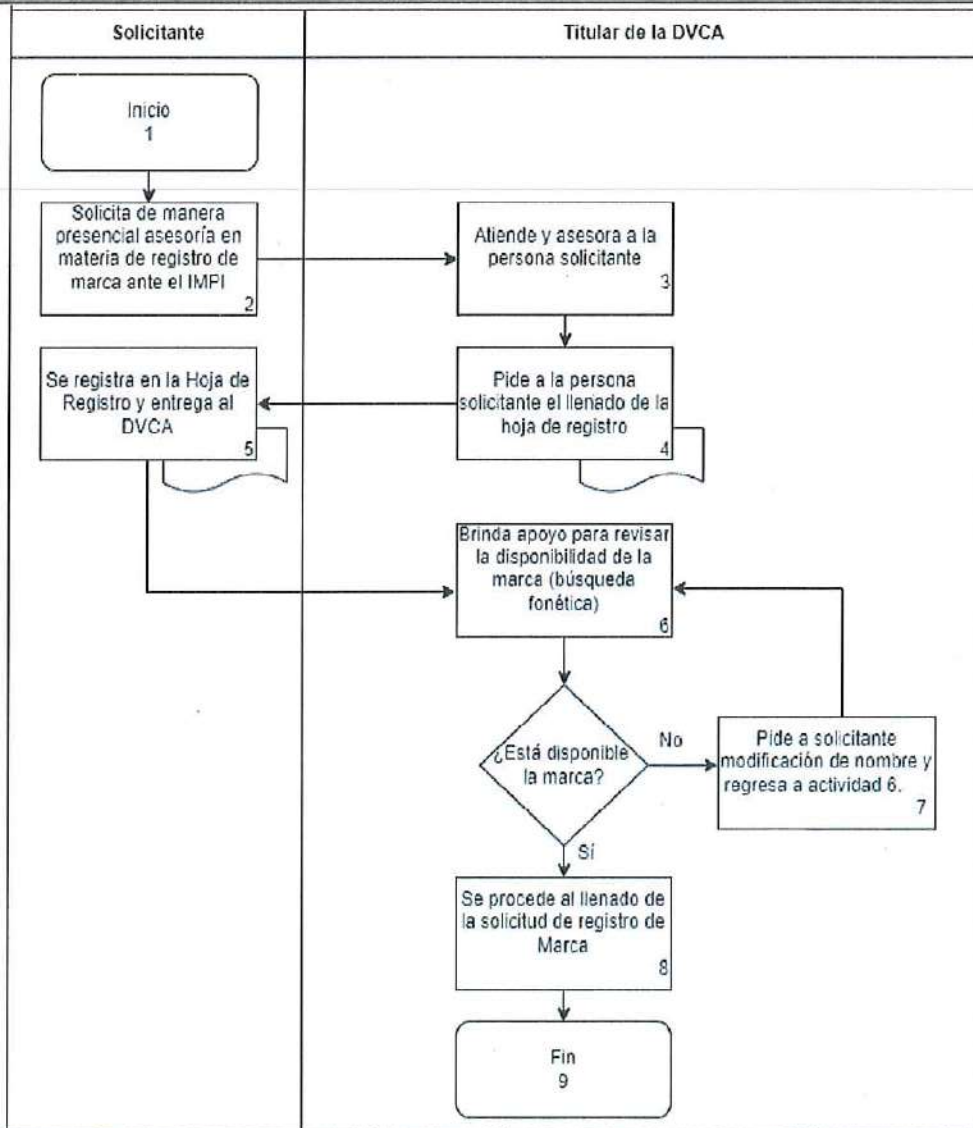 Solicitante
Titular de la DVCA
Inicio
1
Solicita de manera
presencial asesoría en
materia de registro de
marca ante el IMPI
2
Atiende y asesora a la
persona solicitante
3
Pide a la persona
solicitante el llenado de la
hoja de registro
4
Se registra en la Hoja de
Registro y entrega al
DVCA
5
Brinda apoyo para revisar
la disponibilidad de la
marca (búsqueda
fonética)
6
¿Está disponible
la marca?
No
Pide a solicitante
modificación de nombre y
regresa a actividad 6.
7
Sí
Se procede al llenado de
la solicitud de registro de
Marca
8
Fin
9